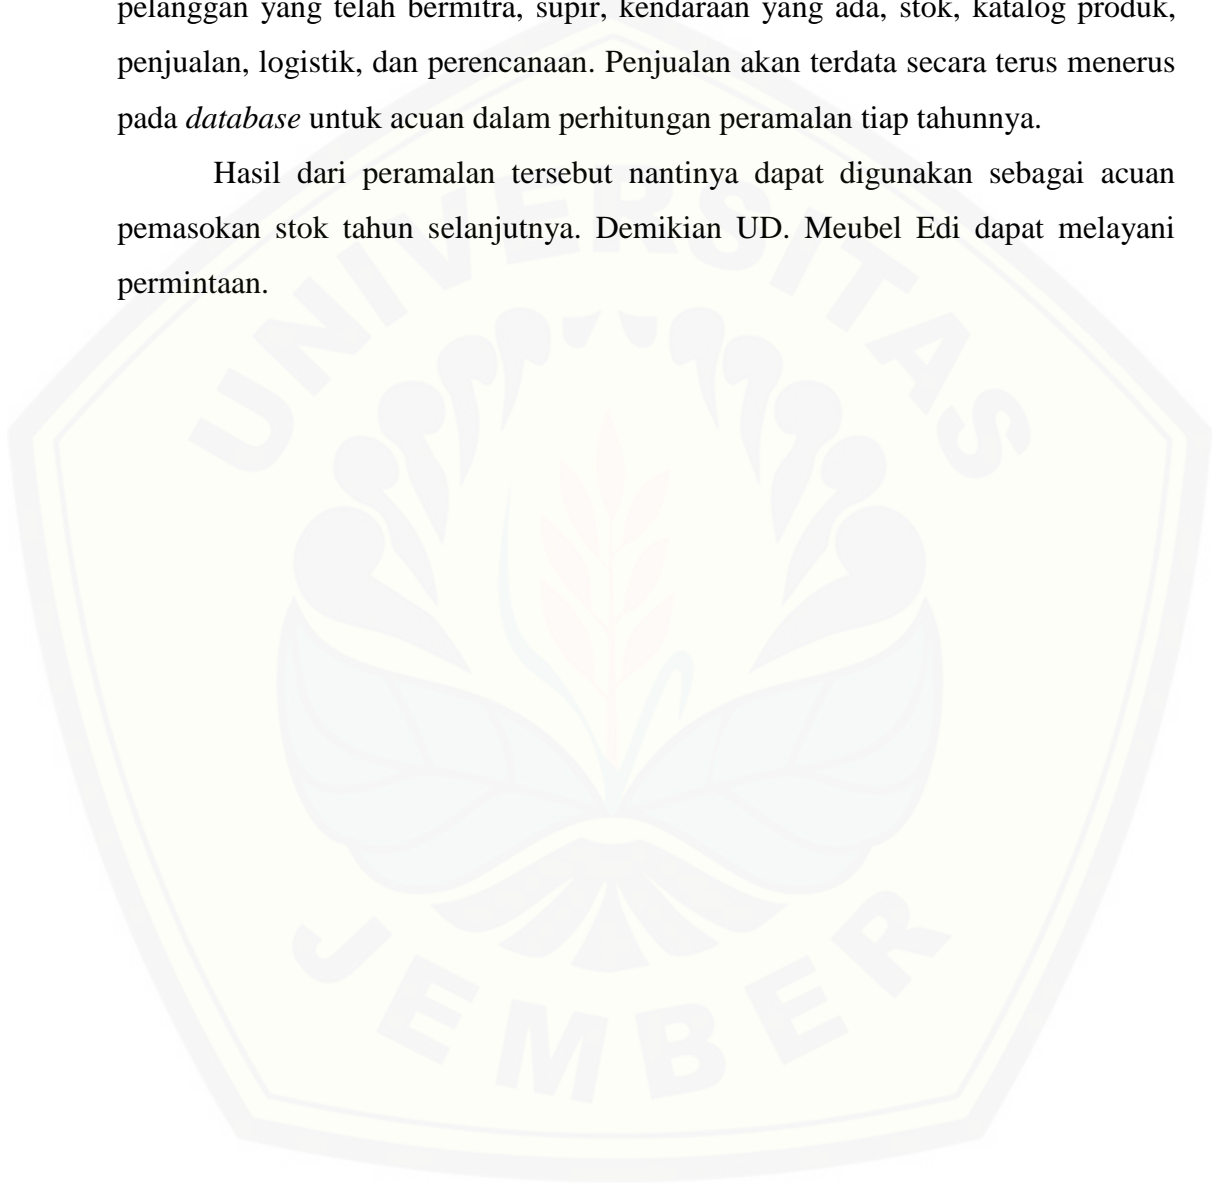 pelanggan yang telah bermitra, supir, kendaraan yang ada, stok, katalog produk,
penjualan, logistik, dan perencanaan. Penjualan akan terdata secara terus menerus
pada database untuk acuan dalam perhitungan peramalan tiap tahunnya.
Hasil dari peramalan tersebut nantinya dapat digunakan sebagai acuan
pemasokan stok tahun selanjutnya. Demikian UD. Meubel Edi dapat melayani
permintaan.
UNIVERSITAS
JEMBER